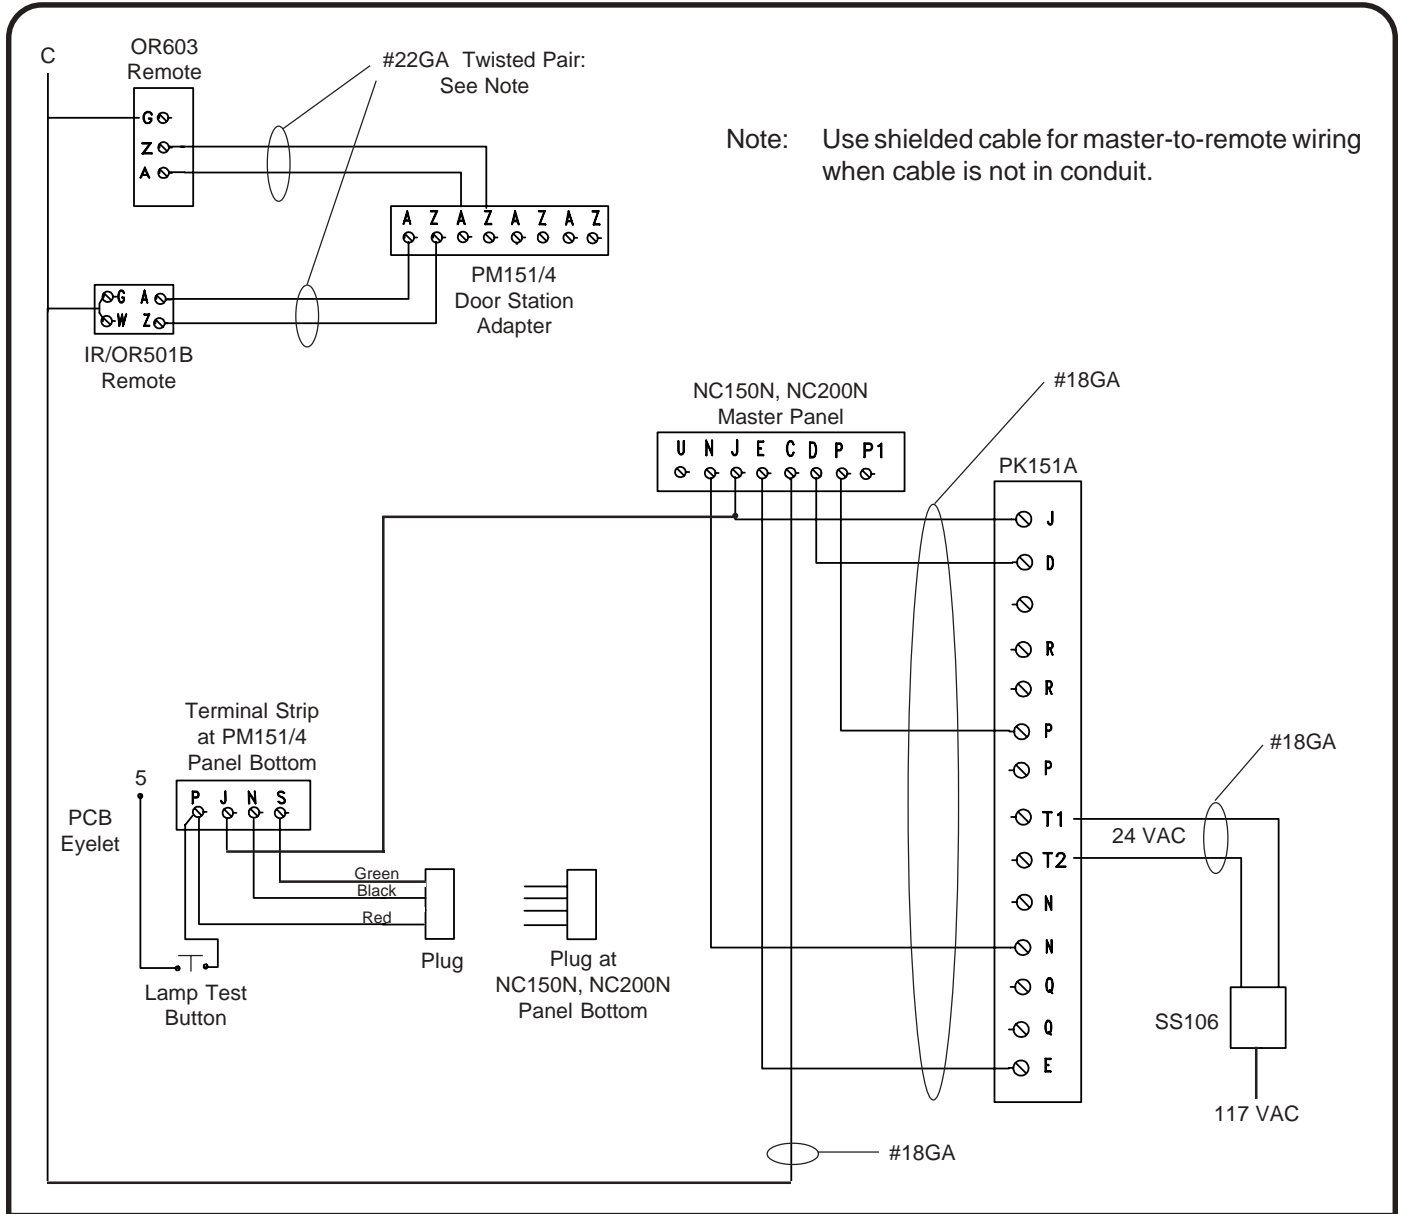 C
OR603
Remote
#22GA Twisted Pair:
See Note
G
Z
A
Note: Use shielded cable for master-to-remote wiring
when cable is not in conduit.
A Z A Z A Z A Z
PM151/4
Door Station
Adapter
G A
W Z
IR/OR501B
Remote
NC150N, NC200N
Master Panel
U N J E C D P P1
#18GA
PK151A
J
D
R
R
P
P
T1
T2
N
N
Q
Q
E
Terminal Strip
at PM151/4
Panel Bottom
5
PCB
Eyelet
P J N S
Green
Black
Red
Plug
Plug at
NC150N, NC200N
Panel Bottom
Lamp Test
Button
#18GA
24 VAC
SS106
117 VAC
#18GA